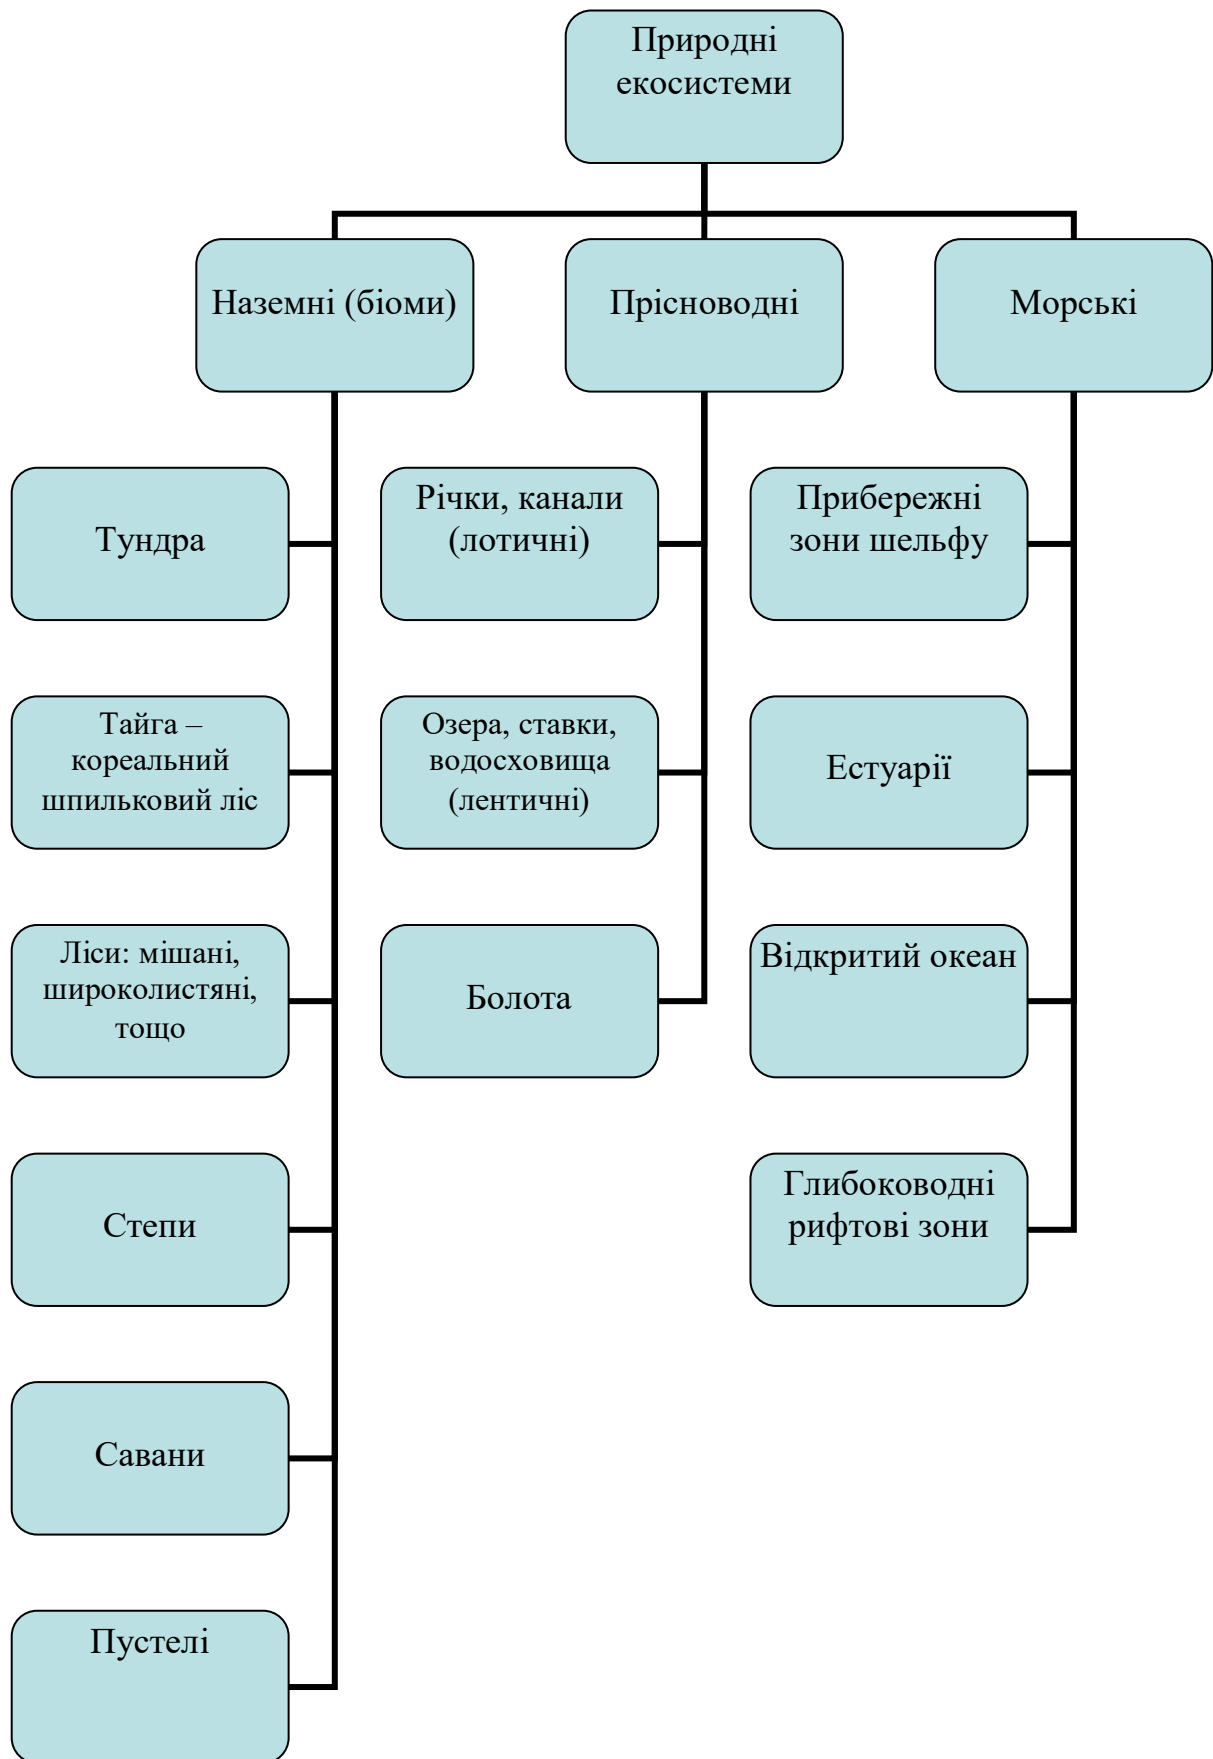 Природні
екосистеми
Наземні (біоми)
Прісноводні
Морські
Тундра
Річки, канали
(лотичні)
Прибережні
зони шельфу
Тайга –
кореальний
шпильковий ліс
Озера, ставки,
водосховища
(лентичні)
Естуарії
Ліси: мішані,
широколистяні,
тощо
Болота
Відкритий океан
Степи
Глибоководні
рифтові зони
Савани
Пустелі